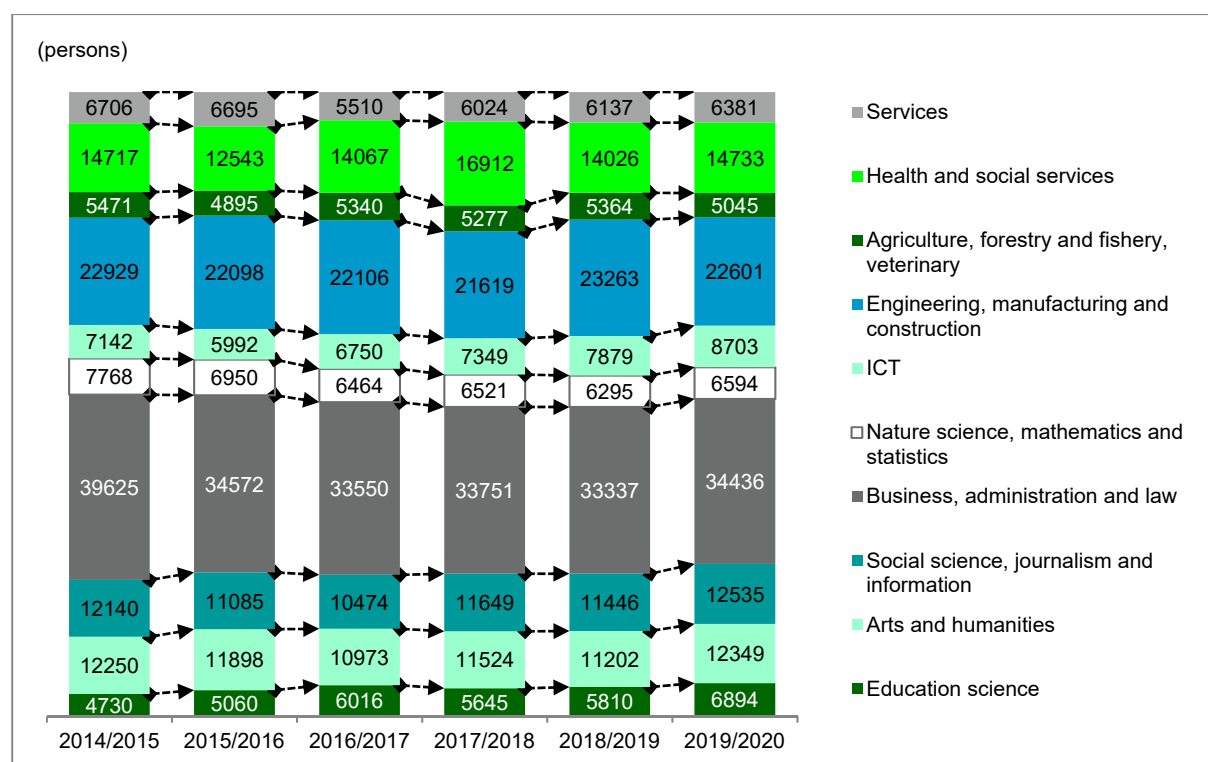 (persons)
6706 6695 5510 6024 6137 6381
14717 12543 14067 16912 14026 14733
5471 4895 5340 5277 5364 5045
22929 22098 22106 21619 23263 22601
7142 5992 6750 7349 7879 8703
7768 6950 6464 6521 6295 6594
39625 34572 33550 33751 33337 34436
12140 11085 10474 11649 11446 12535
12250 11898 10973 11524 11202 12349
4730 5060 6016 5645 5810 6894
2014/2015 2015/2016 2016/2017 2017/2018 2018/2019 2019/2020
Services
Health and social services
Agriculture, forestry and fishery,
veterinary
Engineering, manufacturing and
construction
ICT
Nature science, mathematics and
statistics
Business, administration and law
Social science, journalism and
information
Arts and humanities
Education science